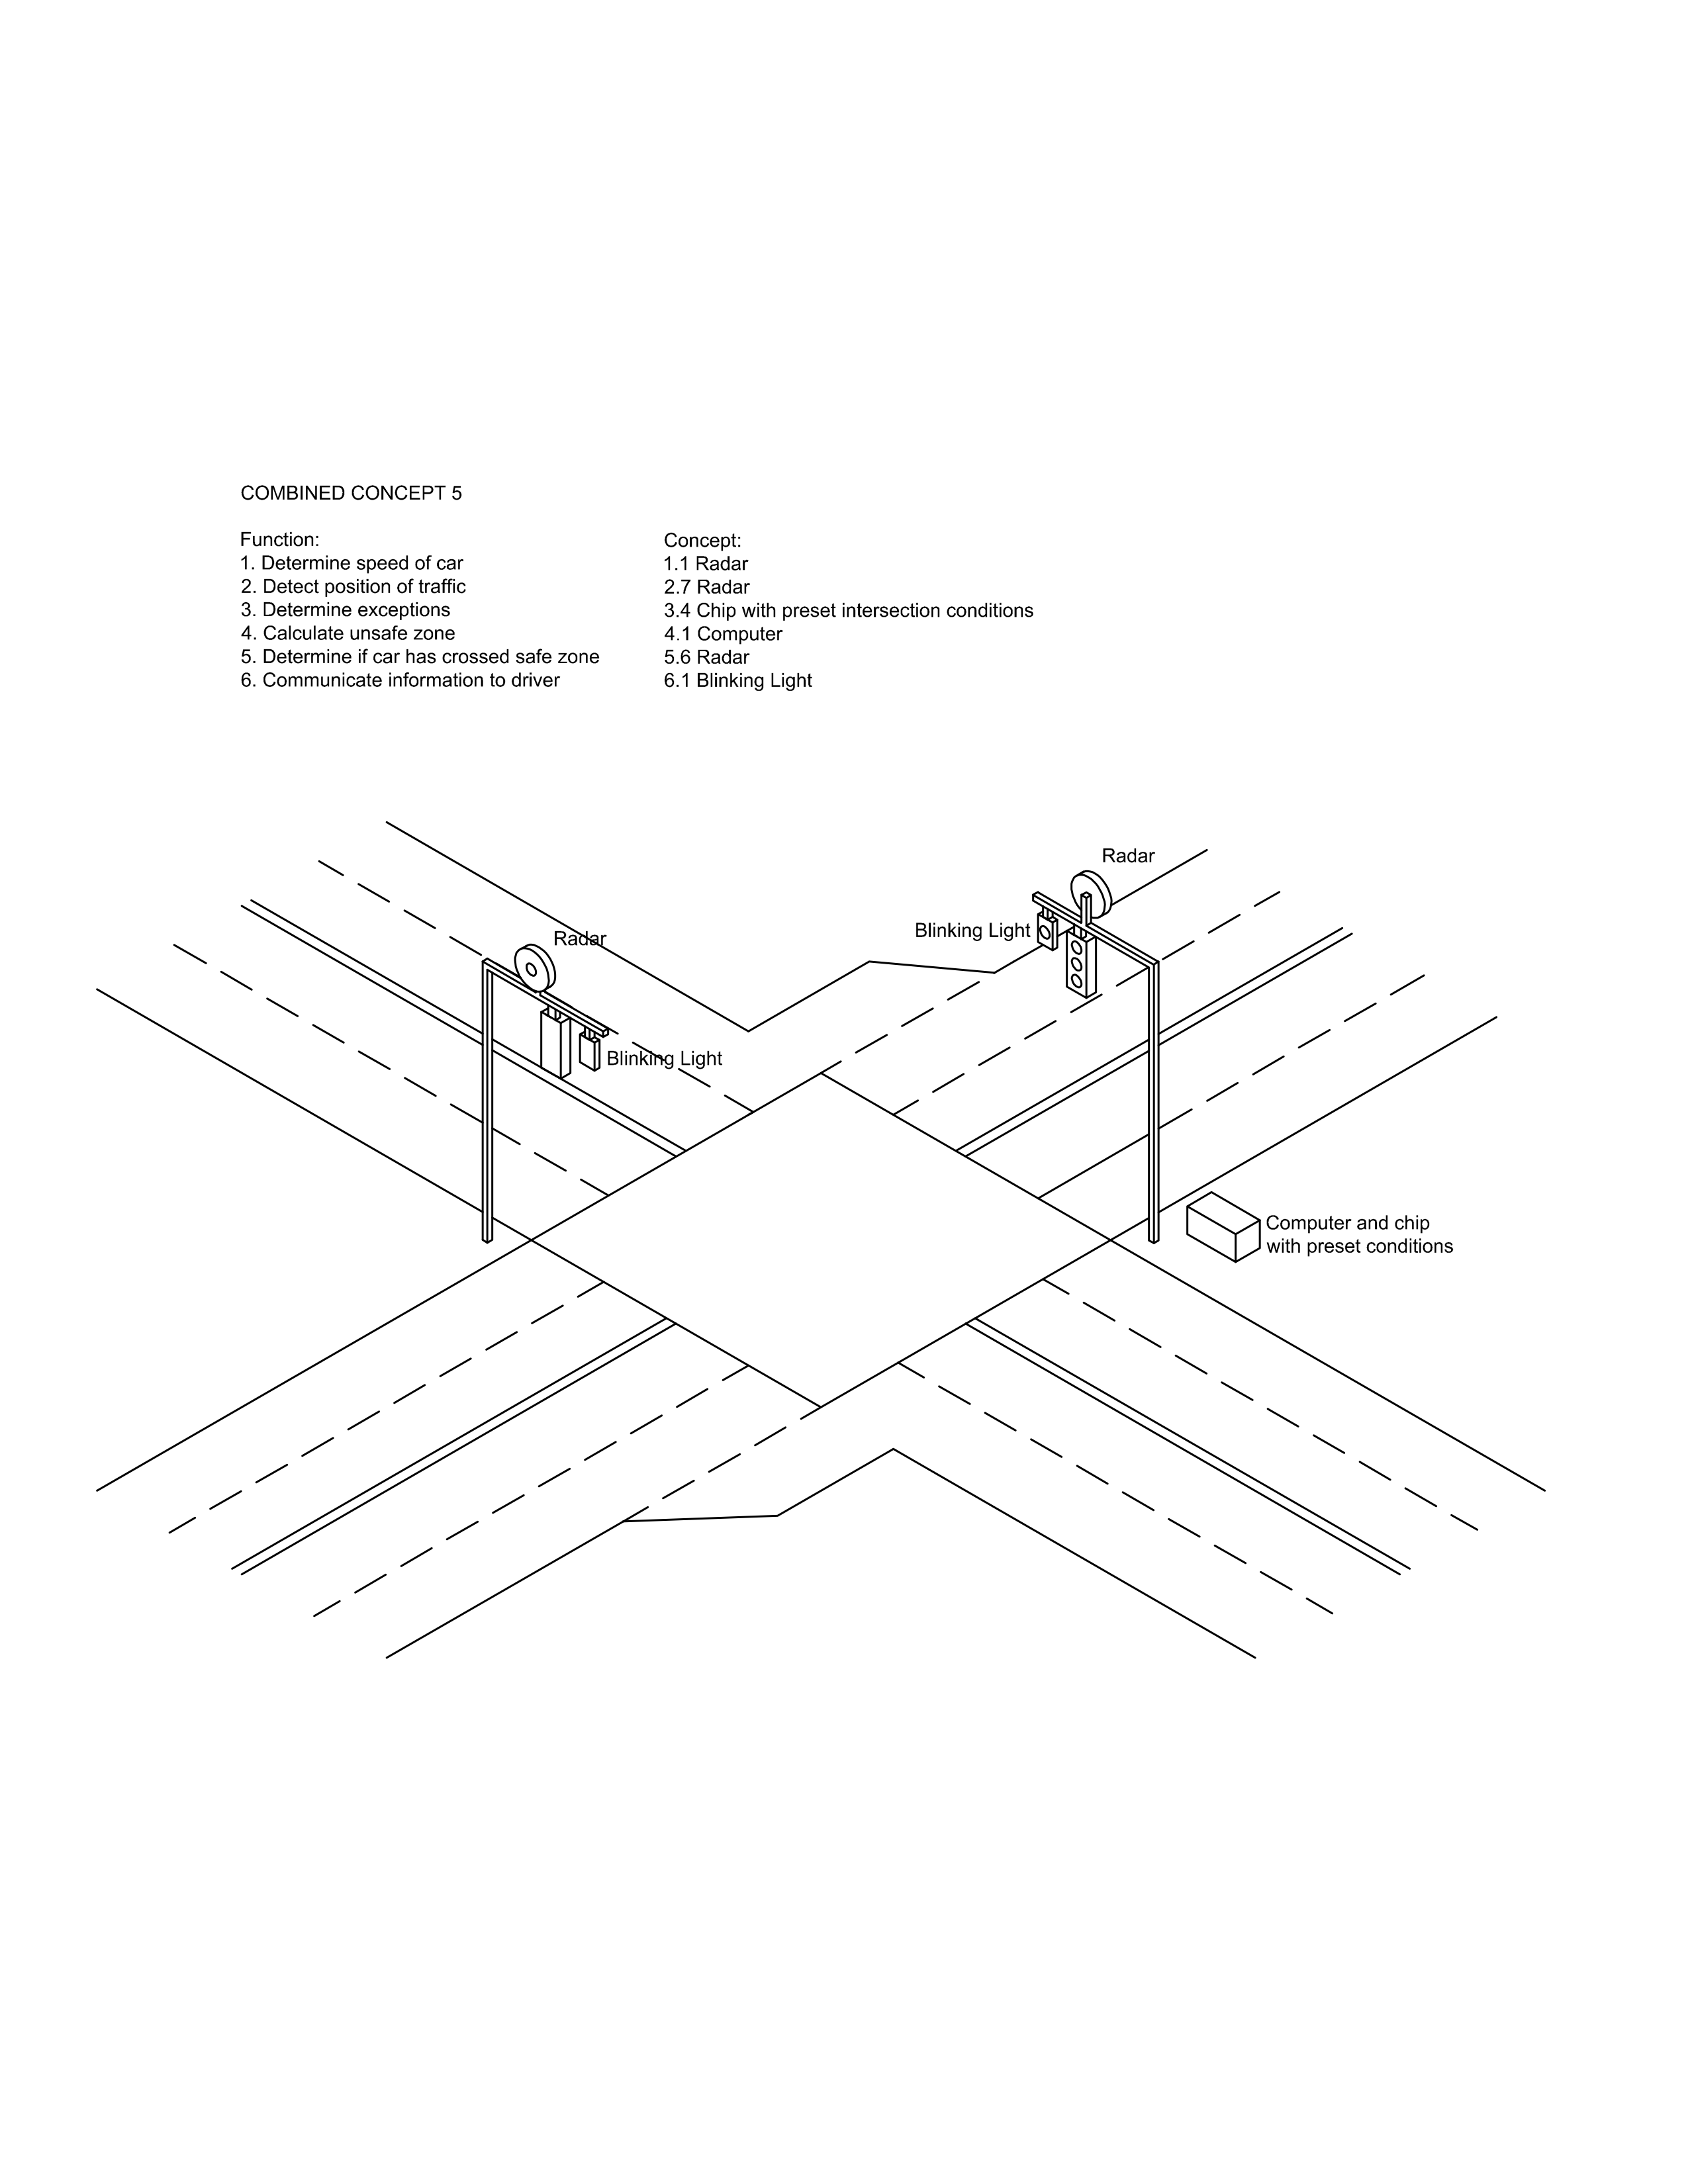 COMBINED CONCEPT 5
Function:
1. Determine speed of car
2. Detect position of traffic
3. Determine exceptions
4. Calculate unsafe zone
5. Determine if car has crossed safe zone
6. Communicate information to driver
Concept:
1.1 Radar
2.7 Radar
3.4 Chip with preset intersection conditions
4.1 Computer
5.6 Radar
6.1 Blinking Light
Radar
Blinking Light
Radar
Blinking Light
Computer and chip
with preset conditions